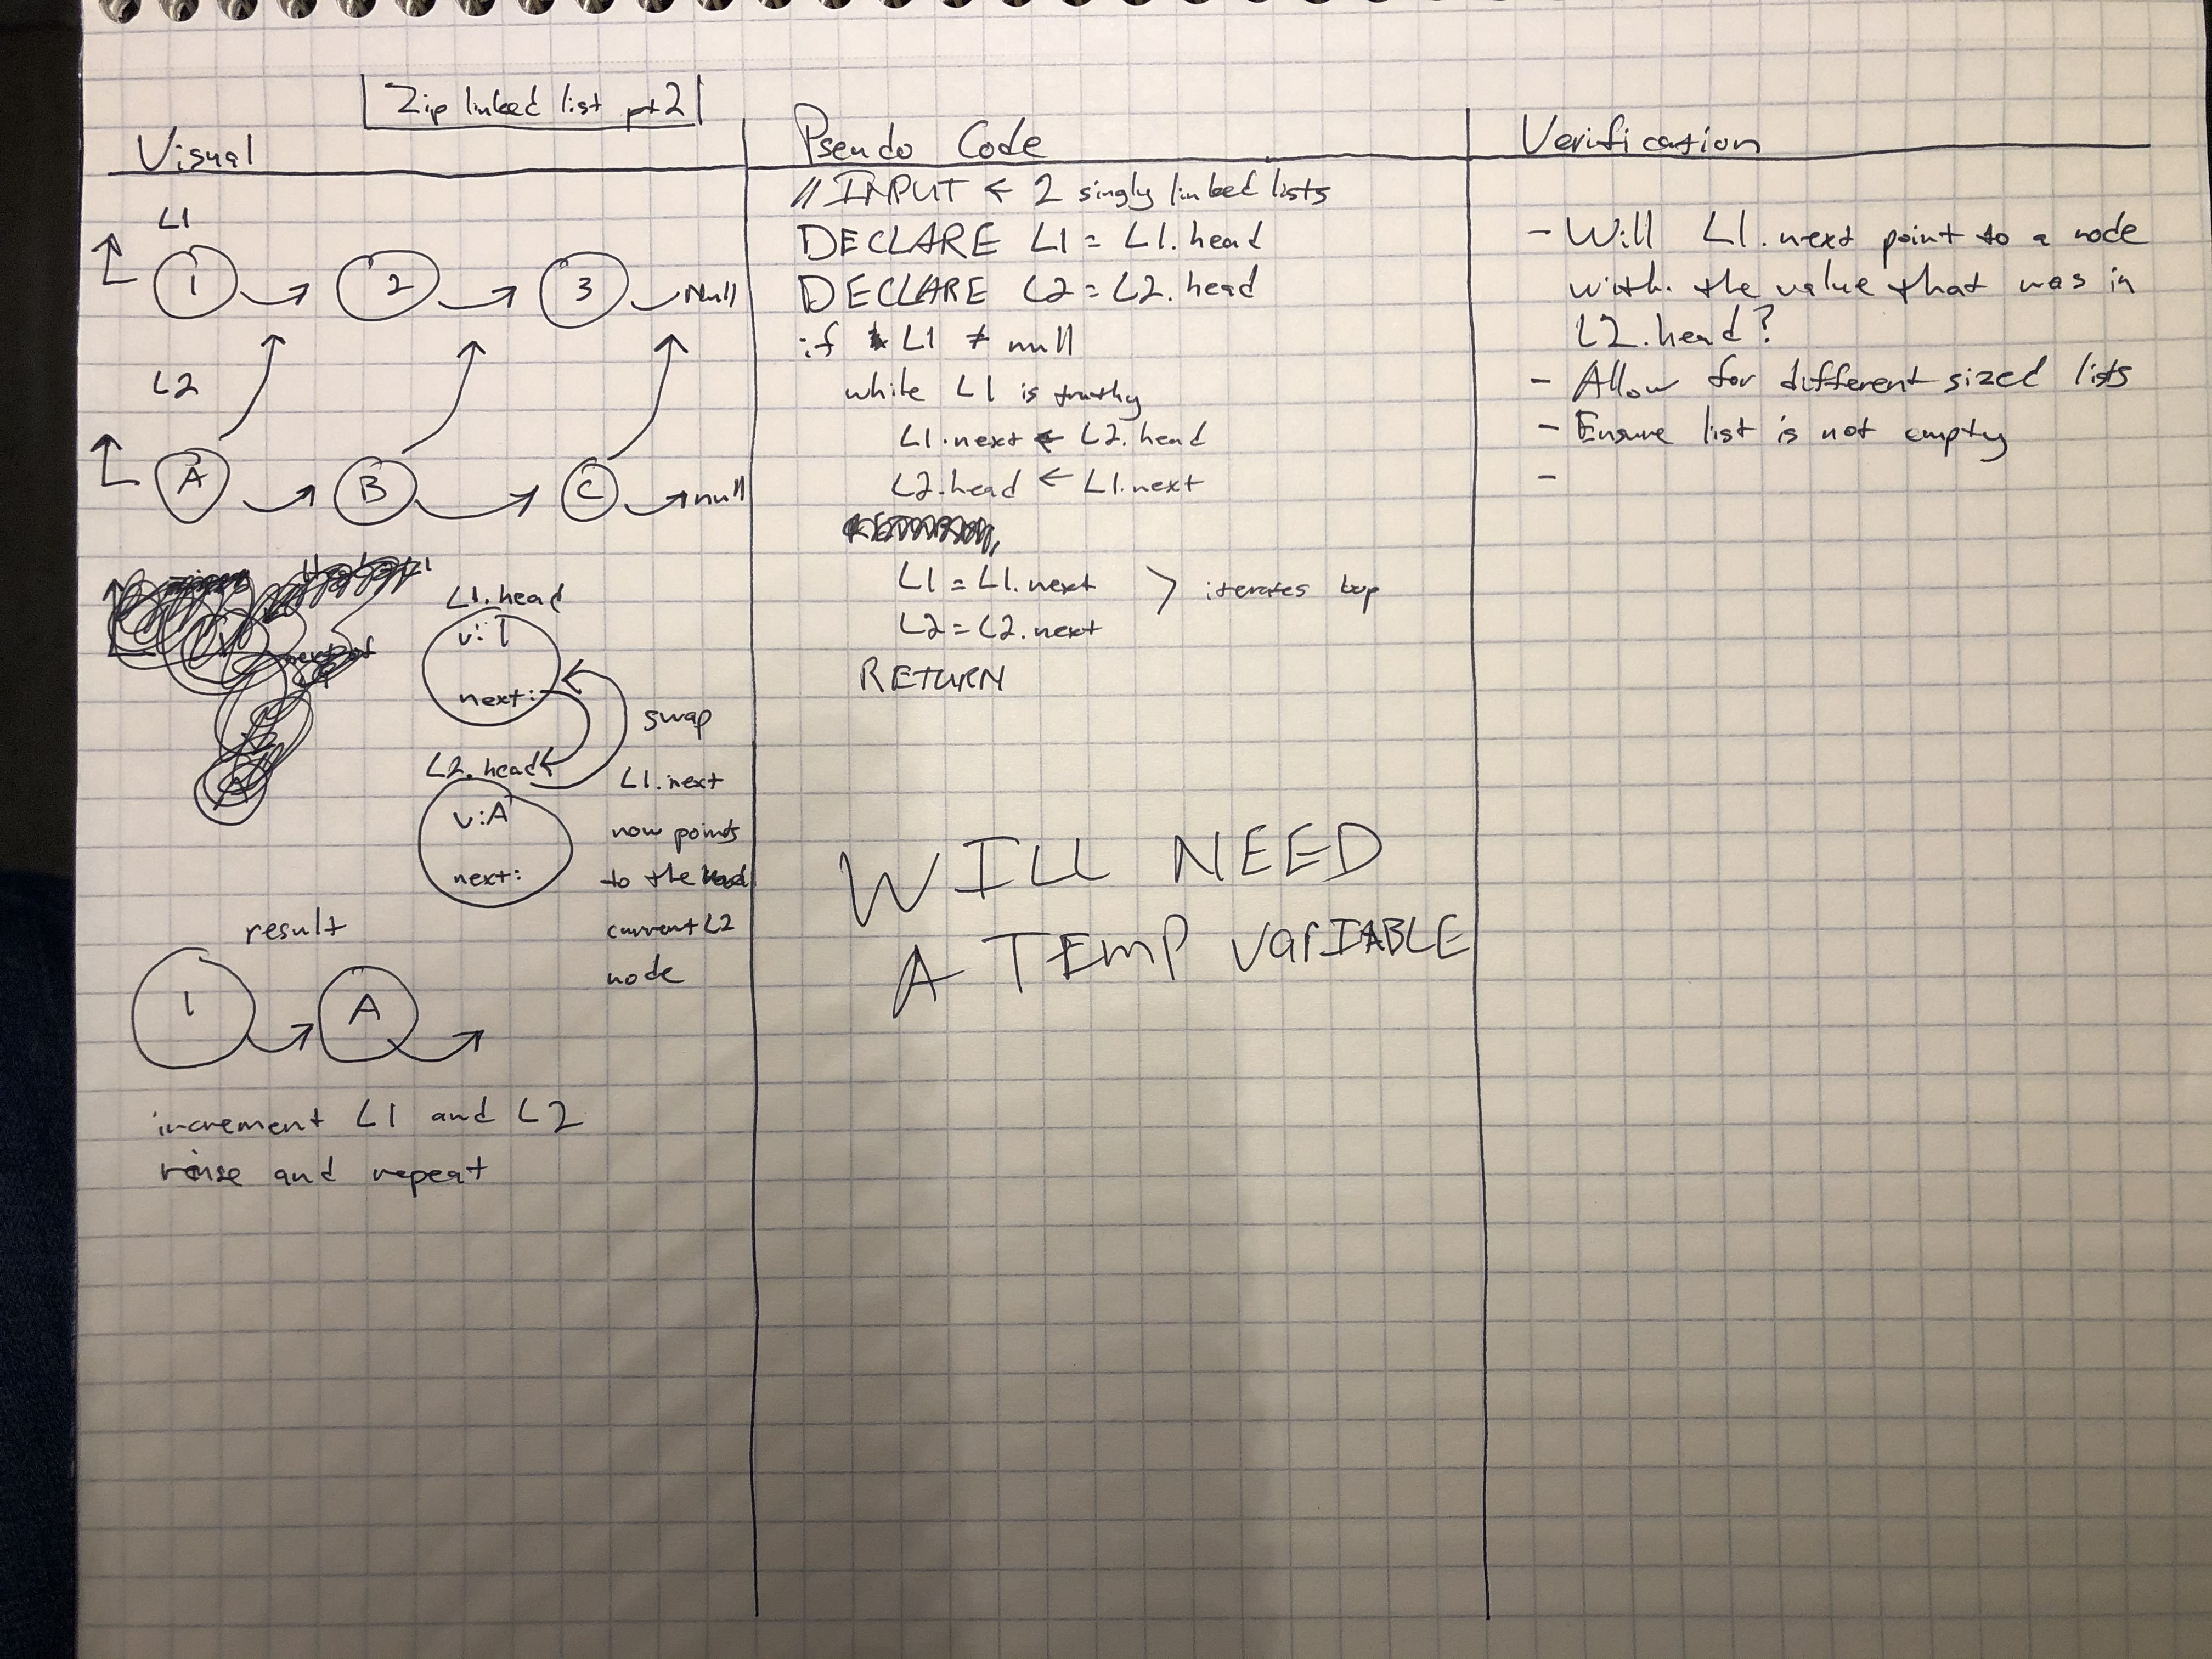 Zip linked list pt2
Visual
L1
1
2
3
Null
L2
A
B
C
null
L1.head
v: 1
next:
swap
L2.head
L1.next
v: A
now points
next:
to the
current L2
node
result
1
A
increment L1 and L2
rinse and repeat
Pseudo Code
// INPUT ← 2 singly linked lists
DECLARE L1 = L1.head
DECLARE L2 = L2.head
if L1 ≠ null
while L1 is truthy
L1.next ← L2.head
L2.head ← L1.next
L1 = L1.next > iterates loop
L2 = L2.next
RETURN
WILL NEED
A TEMP VARIABLE
Verification
- Will L1.next point to a node
with the value that was in
L2.head?
- Allow for different sized lists
- Ensure list is not empty
-